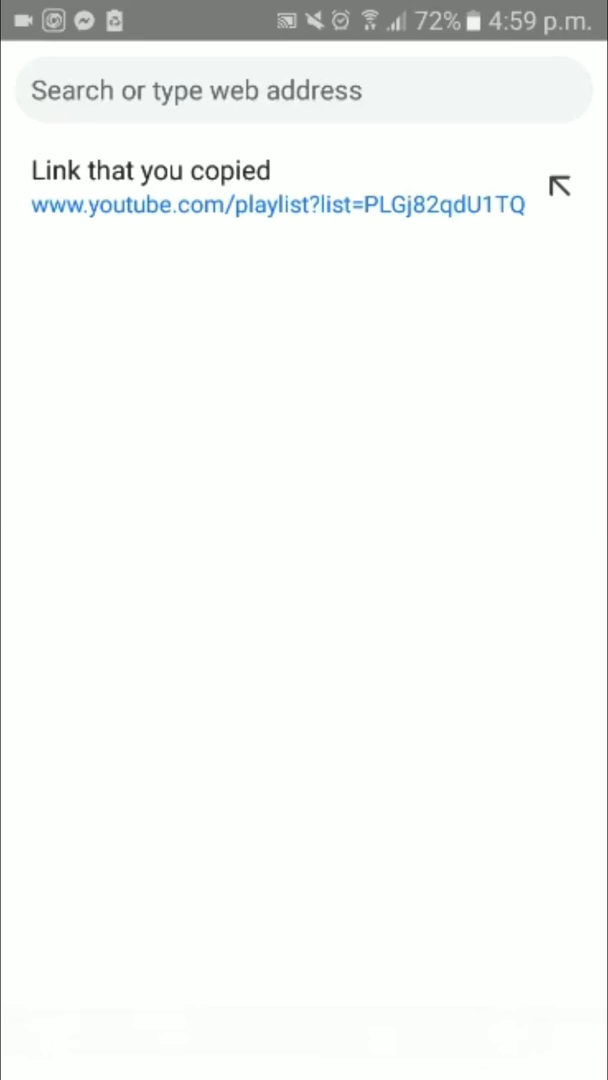 72% 4:59 p.m.
Search or type web address
Link that you copied
www.youtube.com/playlist?list=PLGj82qdU1TQ